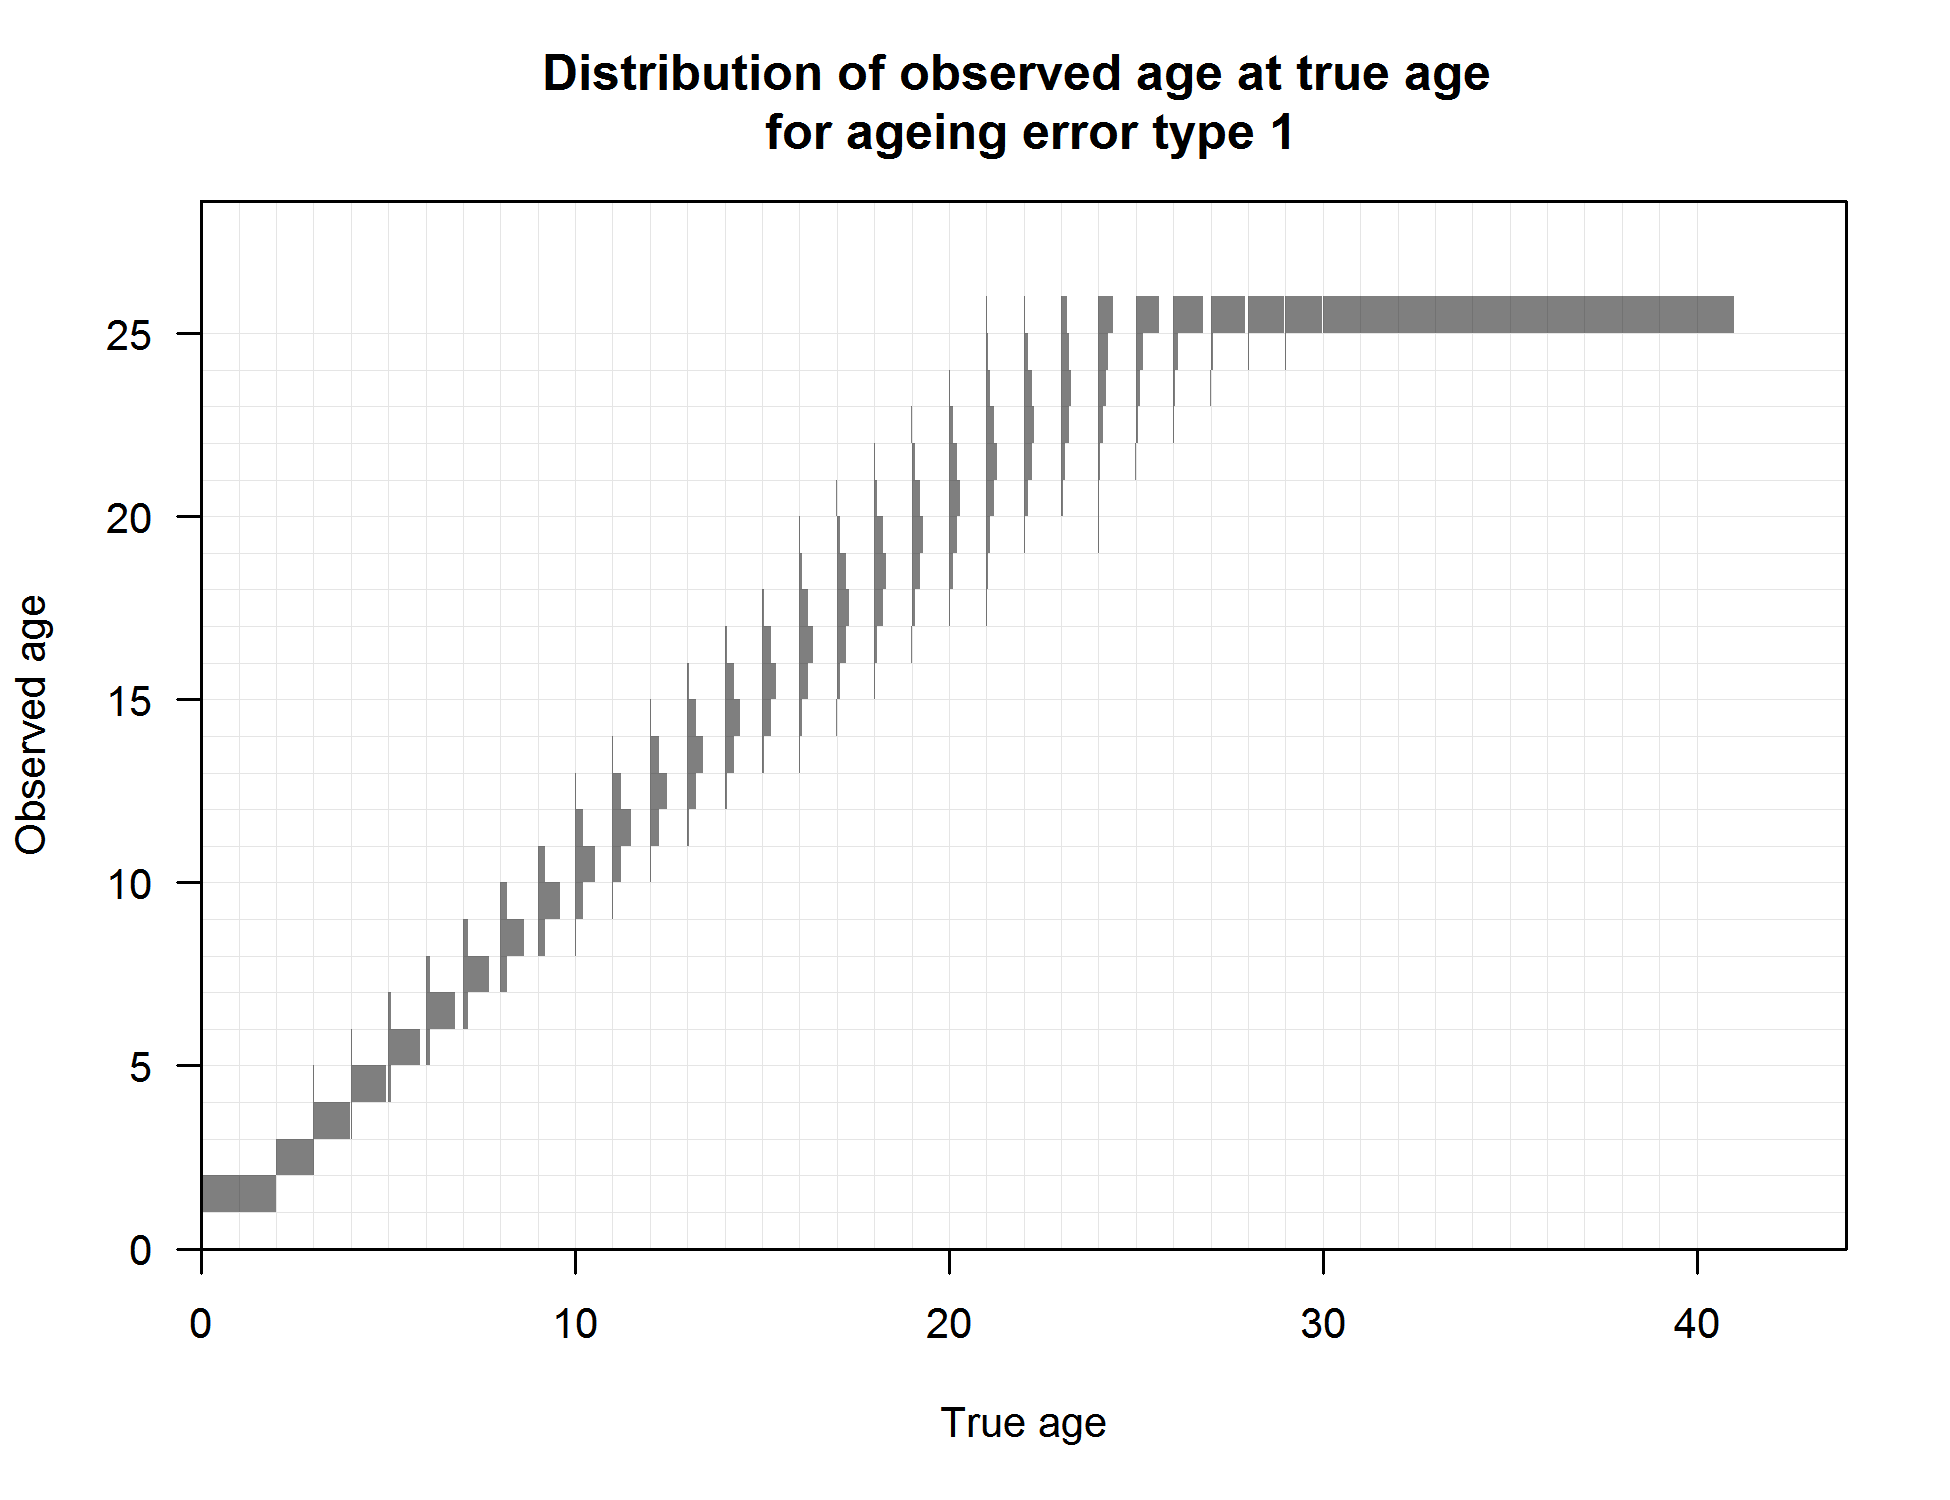 Distribution of observed age at true age
for ageing error type 1
Observed age
25
20
15
10
5
0
0 10 20 30 40
True age